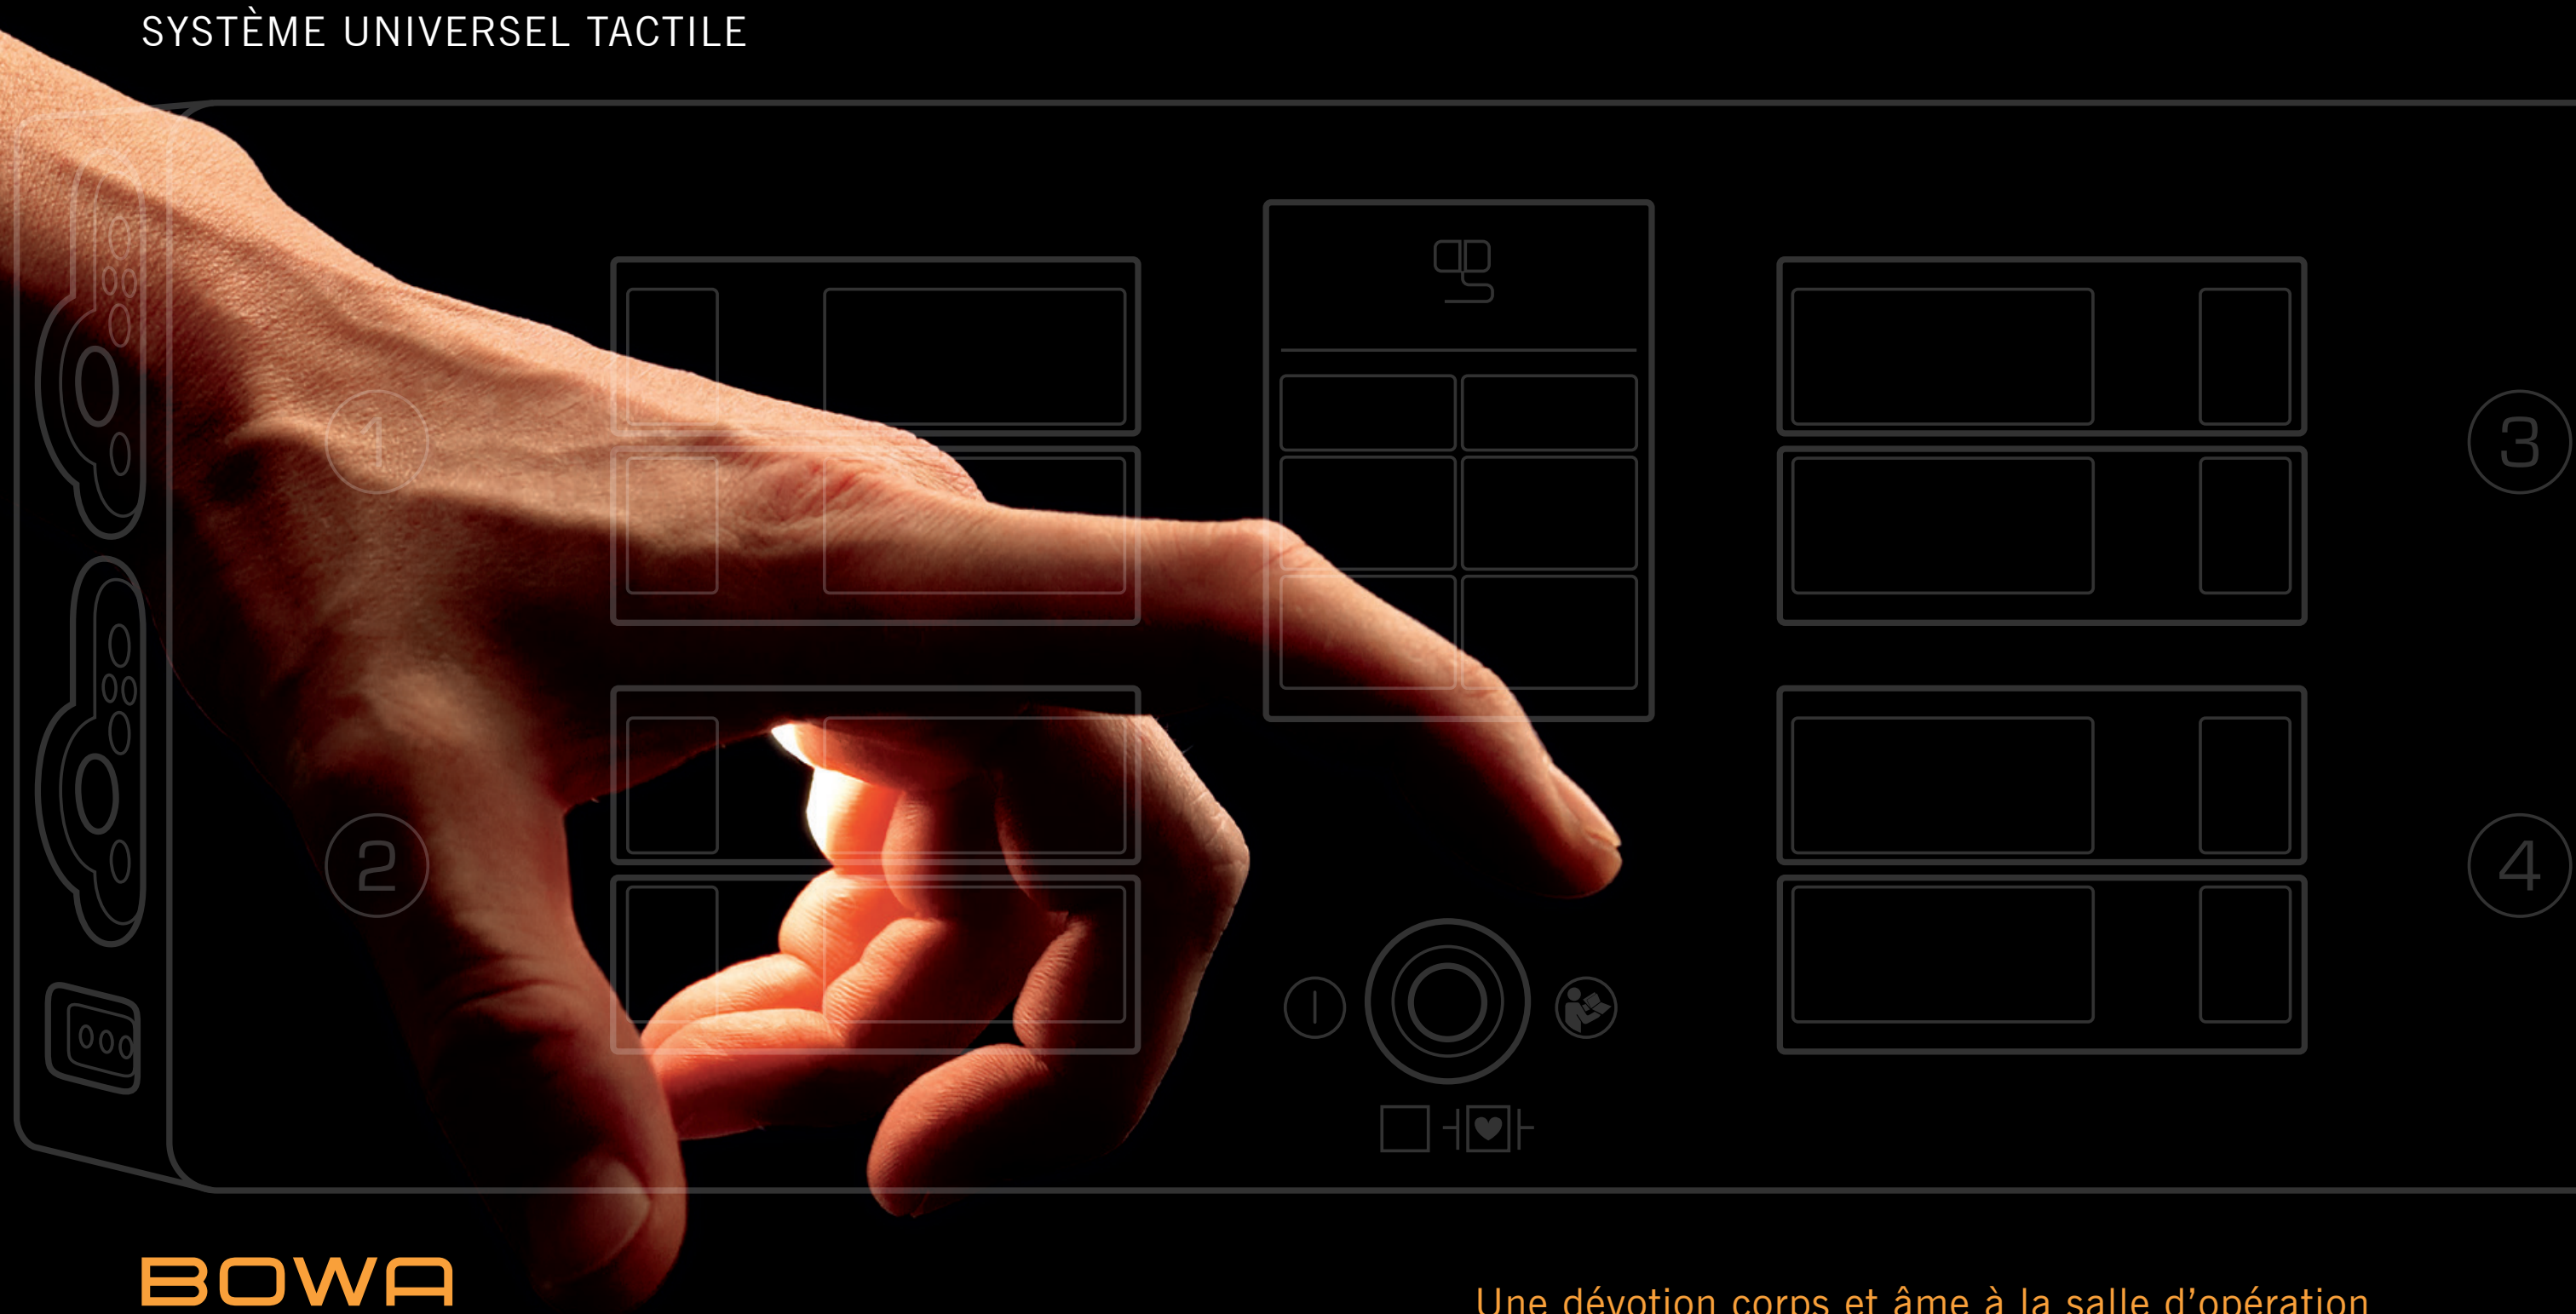 SYSTÈME UNIVERSEL TACTILE
1
3
2
4
BOWA
Une dévotion corps et âme à la salle d’opération